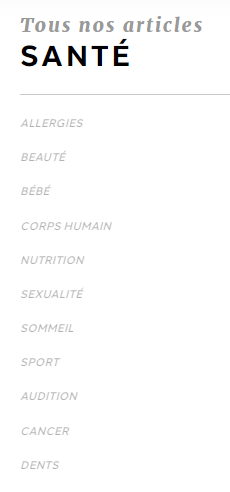 Tous nos articles
SANTÉ
ALLERGIES
BEAUTÉ
BÉBÉ
CORPS HUMAIN
NUTRITION
SEXUALITÉ
SOMMEIL
SPORT
AUDITION
CANCER
DENTS